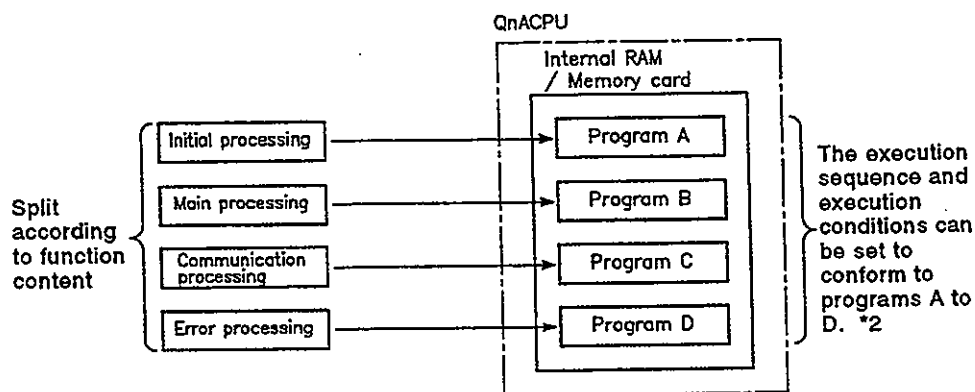 QnACPU
Internal RAM
/ Memory card
Split
according
to function
content
Initial processing
Main processing
Communication
processing
Error processing
Program A
Program B
Program C
Program D
The execution
sequence and
execution
conditions can
be set to
conform to
programs A to
D. *2